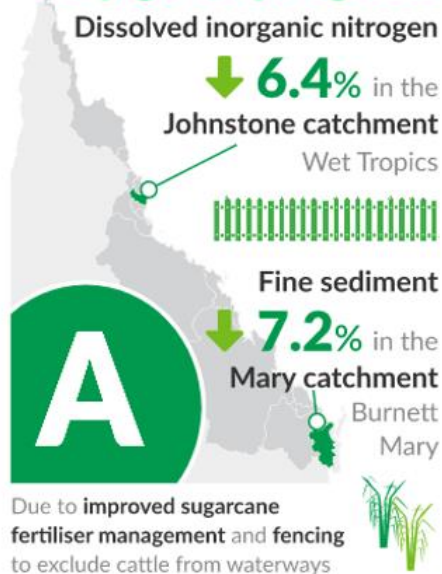 Dissolved inorganic nitrogen
6.4% in the
Johnstone catchment
Wet Tropics
Fine sediment
7.2% in the
Mary catchment
Burnett
Mary
A
Due to improved sugarcane
fertiliser management and fencing
to exclude cattle from waterways